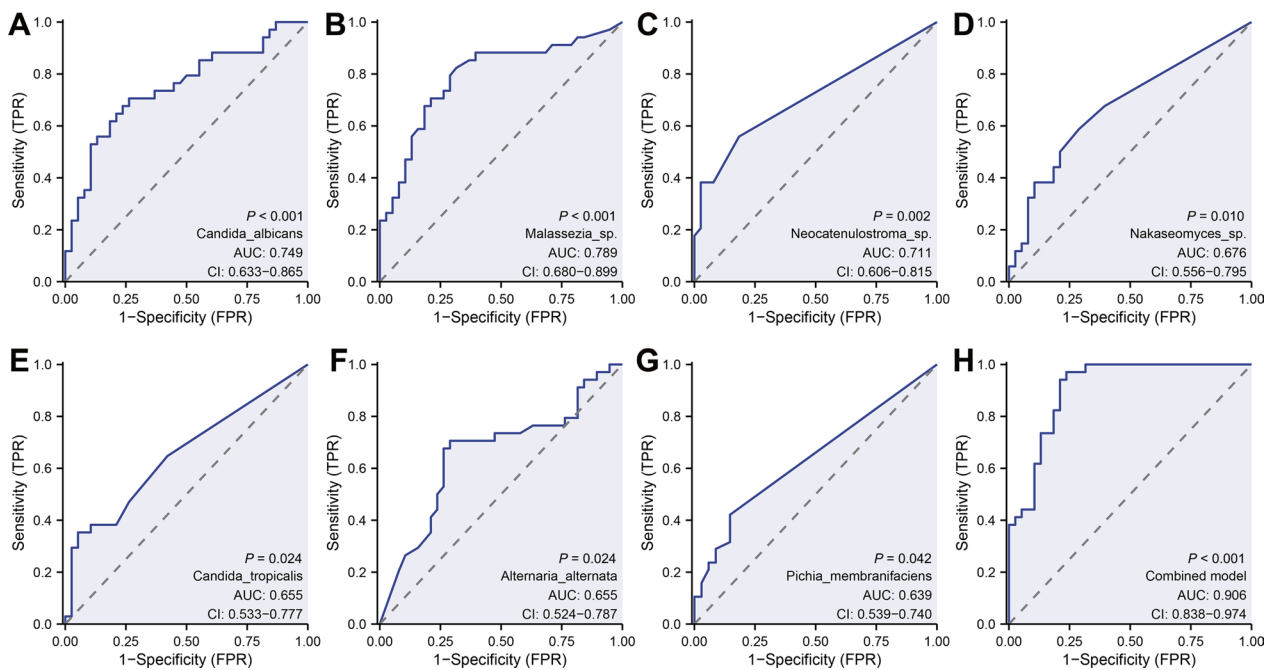 A
Sensitivity (TPR)
1.0
0.8
0.6
0.4
0.2
0.0
P < 0.001
Candida_albicans
AUC: 0.749
CI: 0.633−0.865
0.00 0.25 0.50 0.75 1.00
1−Specificity (FPR)
B
Sensitivity (TPR)
1.0
0.8
0.6
0.4
0.2
0.0
P < 0.001
Malassezia_sp.
AUC: 0.789
CI: 0.680−0.899
0.00 0.25 0.50 0.75 1.00
1−Specificity (FPR)
C
Sensitivity (TPR)
1.0
0.8
0.6
0.4
0.2
0.0
P = 0.002
Neocatenulostroma_sp.
AUC: 0.711
CI: 0.606−0.815
0.00 0.25 0.50 0.75 1.00
1−Specificity (FPR)
D
Sensitivity (TPR)
1.0
0.8
0.6
0.4
0.2
0.0
P = 0.010
Nakaseomyces_sp.
AUC: 0.676
CI: 0.556−0.795
0.00 0.25 0.50 0.75 1.00
1−Specificity (FPR)
E
Sensitivity (TPR)
1.0
0.8
0.6
0.4
0.2
0.0
P = 0.024
Candida_tropicalis
AUC: 0.655
CI: 0.533−0.777
0.00 0.25 0.50 0.75 1.00
1−Specificity (FPR)
F
Sensitivity (TPR)
1.0
0.8
0.6
0.4
0.2
0.0
P = 0.024
Alternaria_alternata
AUC: 0.655
CI: 0.524−0.787
0.00 0.25 0.50 0.75 1.00
1−Specificity (FPR)
G
Sensitivity (TPR)
1.0
0.8
0.6
0.4
0.2
0.0
P = 0.042
Pichia_membranifaciens
AUC: 0.639
CI: 0.539−0.740
0.00 0.25 0.50 0.75 1.00
1−Specificity (FPR)
H
Sensitivity (TPR)
1.0
0.8
0.6
0.4
0.2
0.0
P < 0.001
Combined model
AUC: 0.906
CI: 0.838−0.974
0.00 0.25 0.50 0.75 1.00
1−Specificity (FPR)